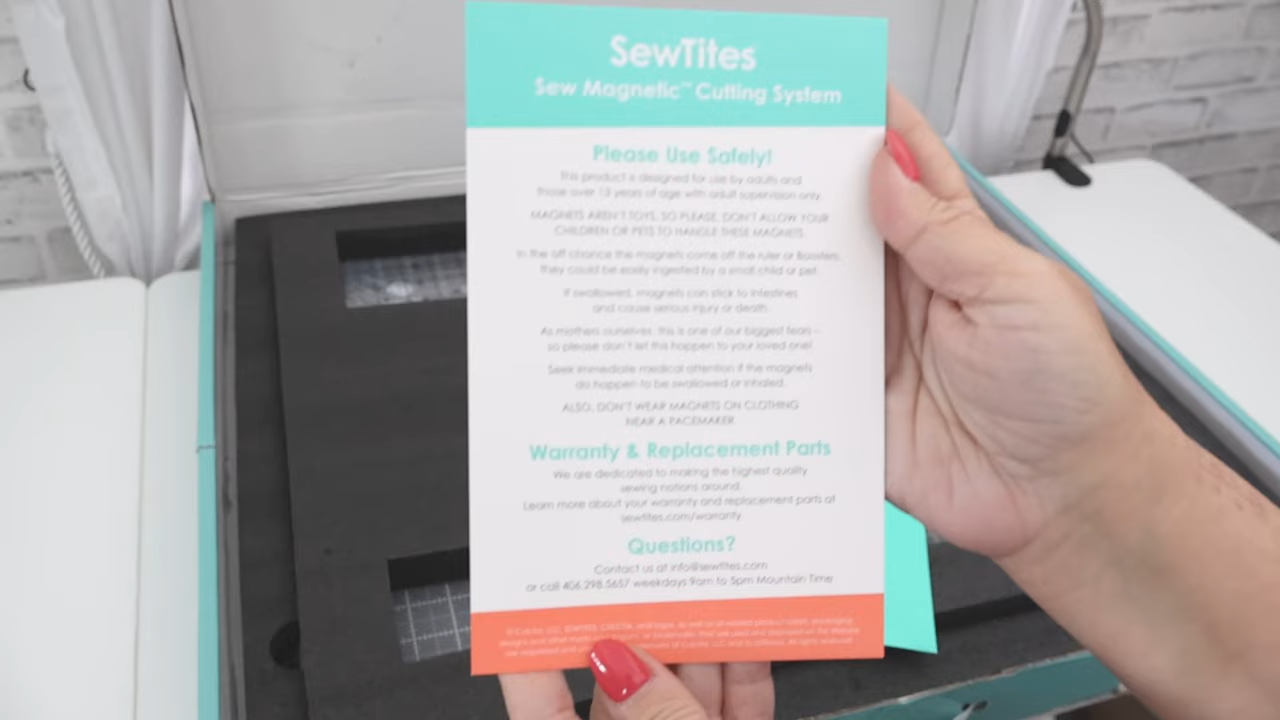 SewTites
Sew Magnetic™ Cutting System
Please Use Safely!
This product is designed for use by adults and
those over 13 years of age with adult supervision only.
MAGNETS AREN'T TOYS, SO PLEASE, DON'T ALLOW YOUR
CHILDREN OR PETS TO HANDLE THESE MAGNETS.
In the off chance the magnets come off the ruler or Boosters,
they could be easily ingested by a small child or pet.
If swallowed, magnets can stick to intestines
and cause serious injury or death.
As mothers ourselves, this is one of our biggest fears –
so please don't let this happen to your loved one!
Seek immediate medical attention if the magnets
do happen to be swallowed or inhaled.
ALSO, DON'T WEAR MAGNETS ON CLOTHING
NEAR A PACEMAKER.
Warranty & Replacement Parts
We are dedicated to making the highest quality
sewing notions around.
Learn more about your warranty and replacement parts at
sewtites.com/warranty
Questions?
Contact us at info@sewtites.com
or call 406.298.5657 weekdays 9am to 5pm Mountain Time